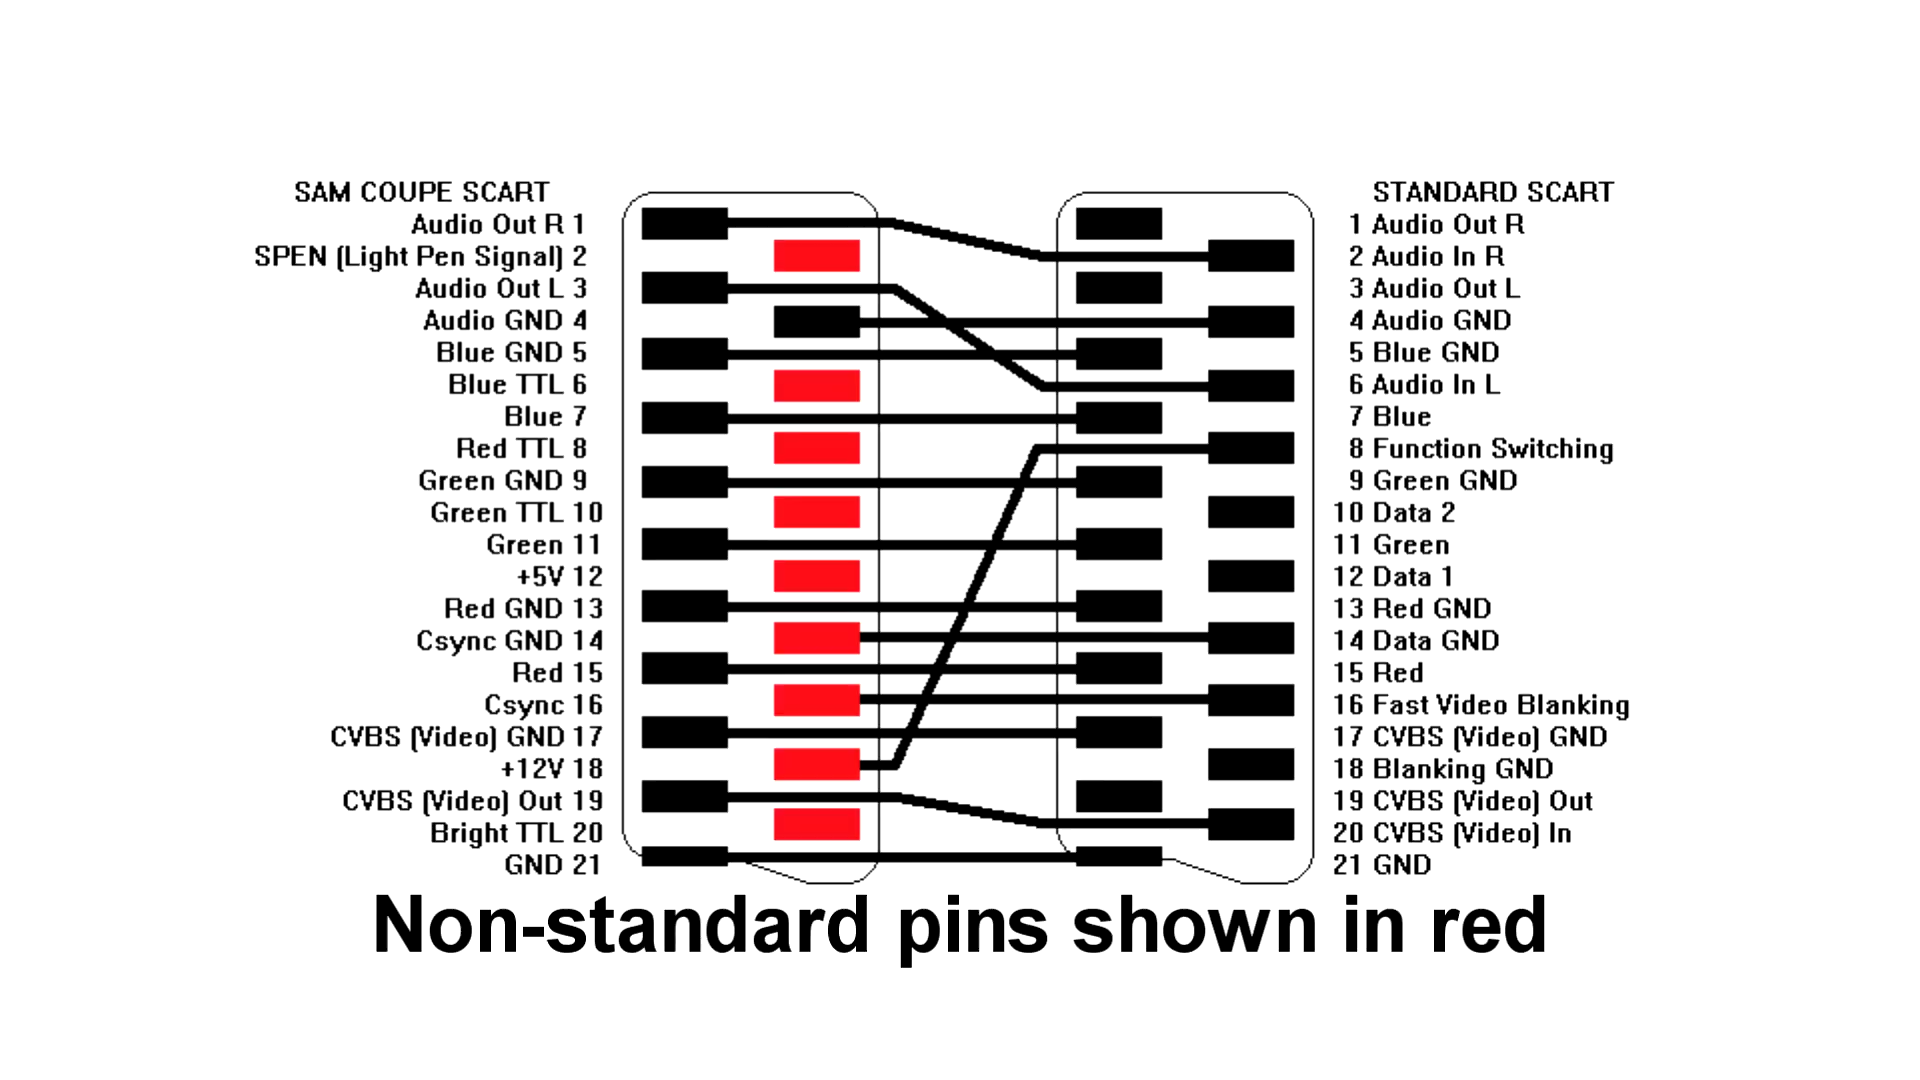 SAM COUPE SCART
Audio Out R 1
SPEN (Light Pen Signal) 2
Audio Out L 3
Audio GND 4
Blue GND 5
Blue TTL 6
Blue 7
Red TTL 8
Green GND 9
Green TTL 10
Green 11
+5V 12
Red GND 13
Csync GND 14
Red 15
Csync 16
CVBS (Video) GND 17
+12V 18
CVBS (Video) Out 19
Bright TTL 20
GND 21
STANDARD SCART
1 Audio Out R
2 Audio In R
3 Audio Out L
4 Audio GND
5 Blue GND
6 Audio In L
7 Blue
8 Function Switching
9 Green GND
10 Data 2
11 Green
12 Data 1
13 Red GND
14 Data GND
15 Red
16 Fast Video Blanking
17 CVBS (Video) GND
18 Blanking GND
19 CVBS (Video) Out
20 CVBS (Video) In
21 GND
Non-standard pins shown in red